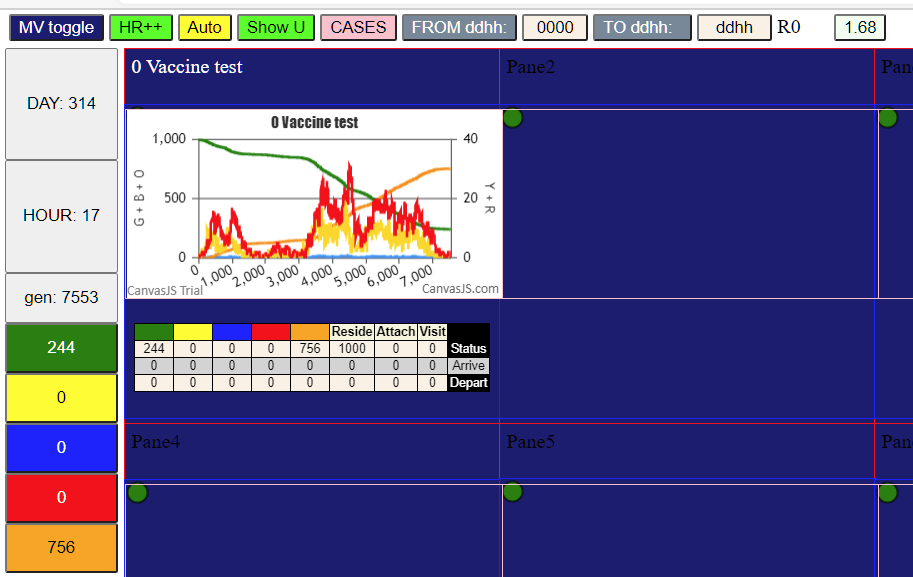 MV toggle HR++ Auto Show U CASES FROM ddhh: 0000 TO ddhh: ddhh R0 1.68
DAY: 314
HOUR: 17
gen: 7553
244
0
0
0
756
0 Vaccine test Pane2 Pan
0 Vaccine test
G + B + O
1,000
500
0
40
20
0
Y + R
0 1,000 2,000 3,000 4,000 5,000 6,000 7,000
CanvasJS Trial CanvasJS.com
Reside Attach Visit
244 0 0 0 756 1000 0 0 Status
0 0 0 0 0 0 0 0 Arrive
0 0 0 0 0 0 0 0 Depart
Pane4 Pane5 Pan